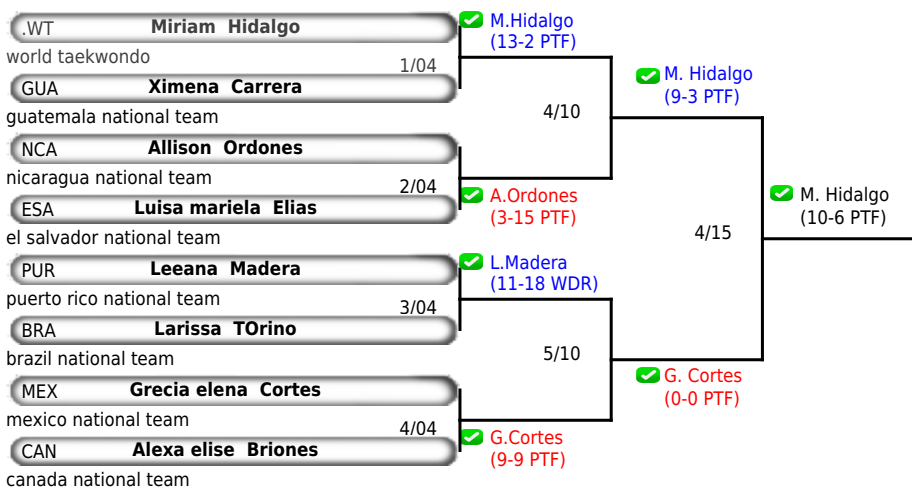 .WT Miriam Hidalgo
world taekwondo
1/04
GUA Ximena Carrera
guatemala national team
NCA Allison Ordones
nicaragua national team
2/04
ESA Luisa mariela Elias
el salvador national team
PUR Leeana Madera
puerto rico national team
3/04
BRA Larissa TOrino
brazil national team
MEX Grecia elena Cortes
mexico national team
4/04
CAN Alexa elise Briones
canada national team
M.Hidalgo
(13-2 PTF)
4/10
A.Ordones
(3-15 PTF)
L.Madera
(11-18 WDR)
5/10
G.Cortes
(9-9 PTF)
M. Hidalgo
(9-3 PTF)
4/15
G. Cortes
(0-0 PTF)
M. Hidalgo
(10-6 PTF)